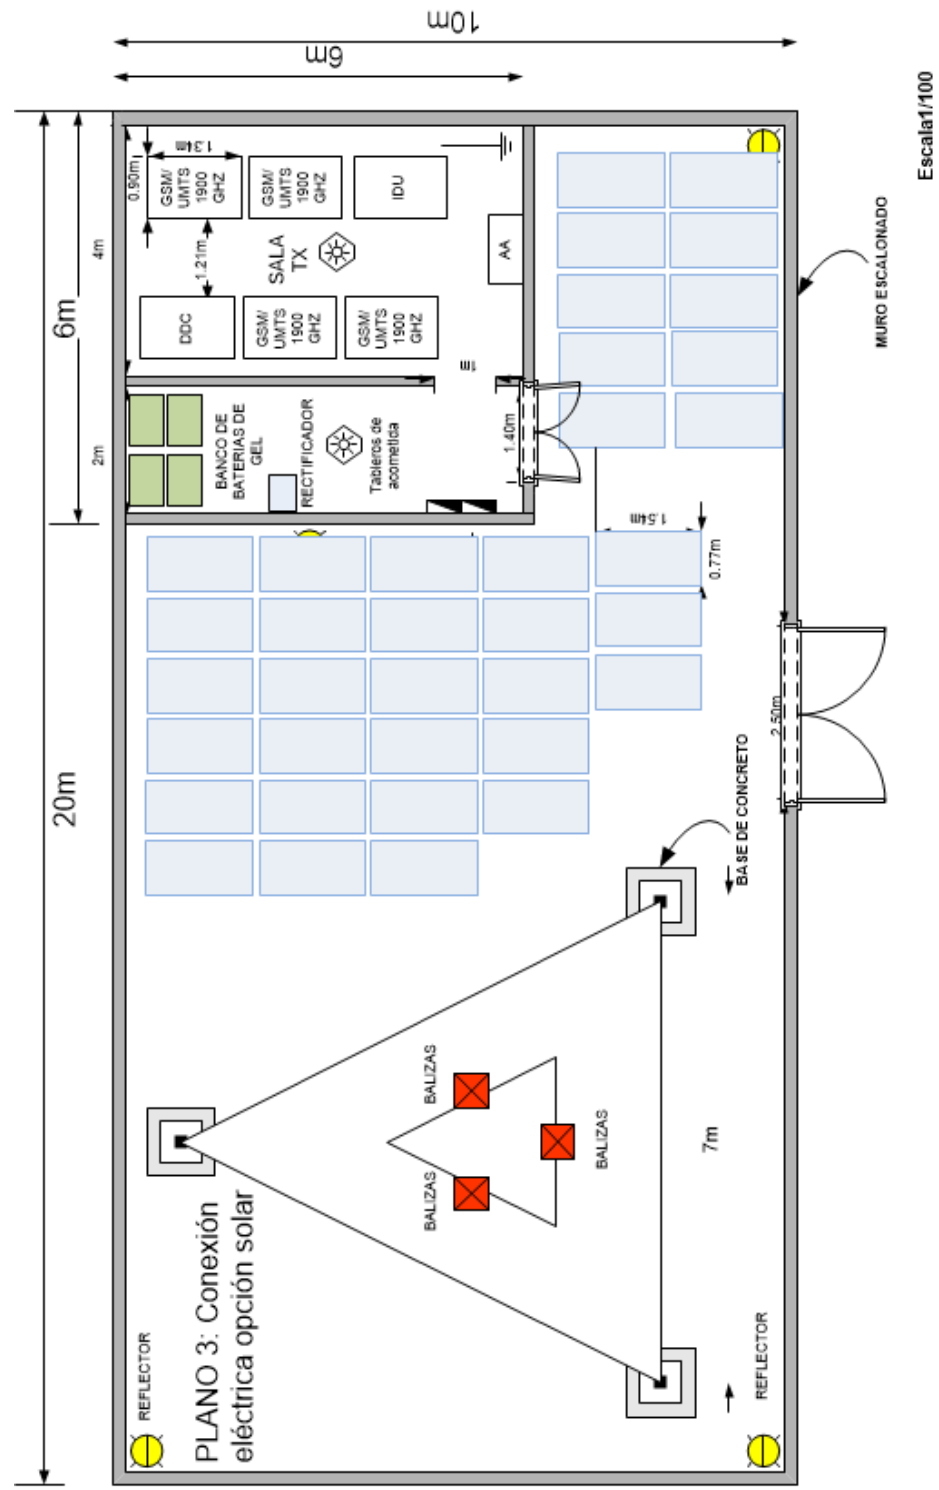 10m
6m
Escala1/100
20m
6m
4m
2m
0.90m
1.34m
GSM/
UMTS
1900
GHZ
GSM/
UMTS
1900
GHZ
IDU
1.21m
SALA
TX
AA
DDC
GSM/
UMTS
1900
GHZ
GSM/
UMTS
1900
GHZ
1m
BANCO DE
BATERIAS DE
GEL
RECTIFICADOR
Tableros de
acometida
1.40m
MURO ESCALONADO
1.54m
0.77m
2.50m
BASE DE CONCRETO
BALIZAS
BALIZAS
BALIZAS
7m
PLANO 3: Conexión
eléctrica opción solar
REFLECTOR
REFLECTOR